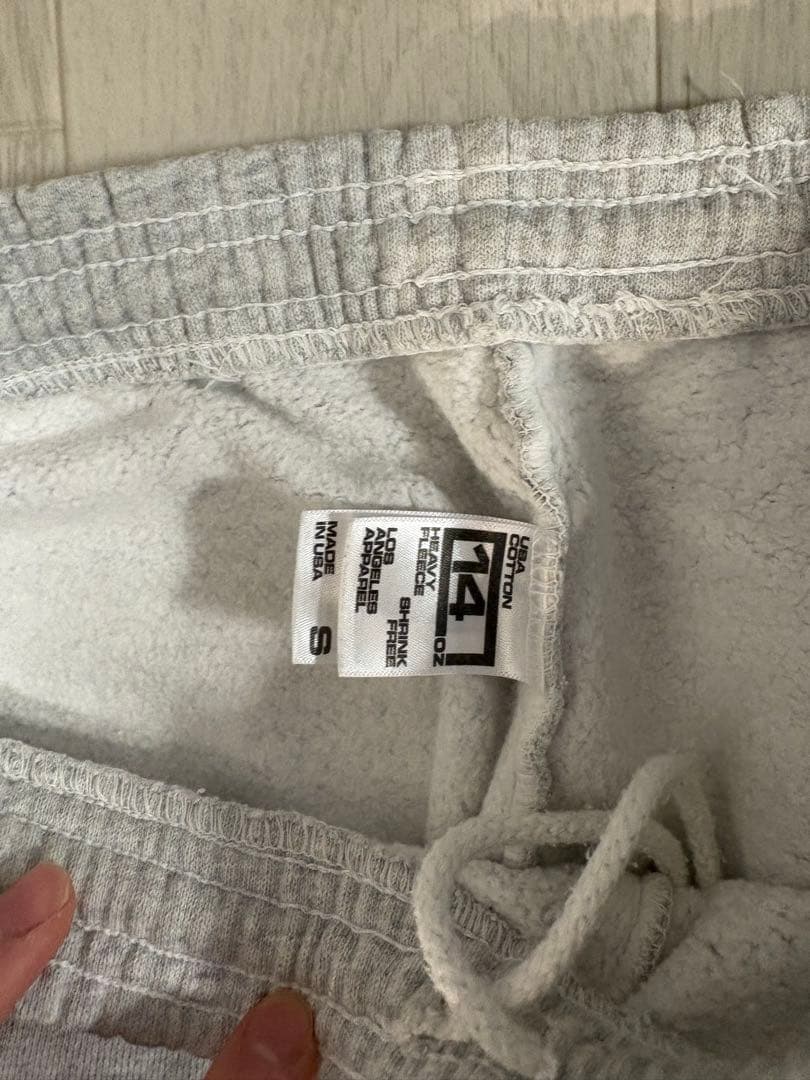 USA
COTTON
14
OZ
HEAVY
FLEECE
SHRINK
FREE
LOS
ANGELES
APPAREL
MADE
IN USA
S